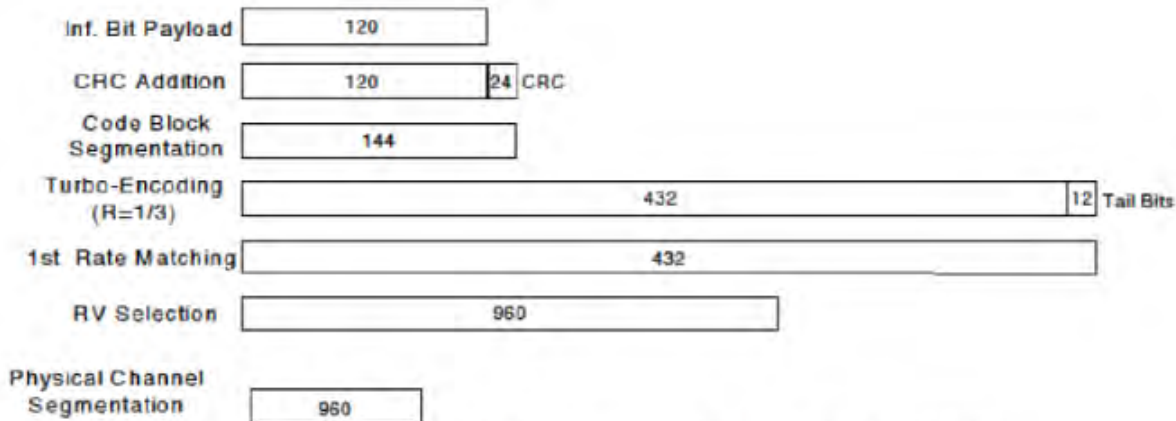 Inf. Bit Payload 120
CRC Addition 120 24 CRC
Code Block
Segmentation 144
Turbo-Encoding
(R=1/3) 432 12 Tail Bits
1st Rate Matching 432
RV Selection 960
Physical Channel
Segmentation 960